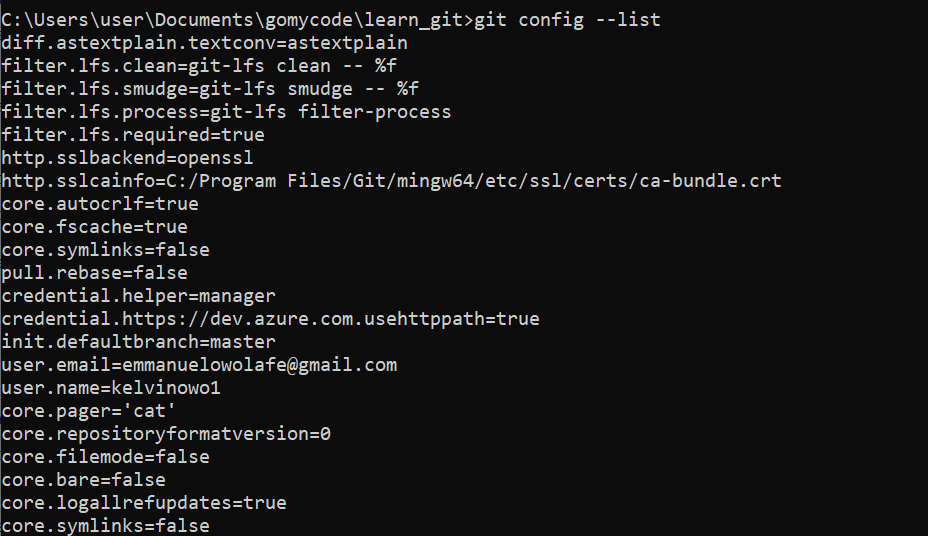 C:\Users\user\Documents\gomycode\learn_git>git config --list
diff.astextplain.textconv=astextplain
filter.lfs.clean=git-lfs clean -- %f
filter.lfs.smudge=git-lfs smudge -- %f
filter.lfs.process=git-lfs filter-process
filter.lfs.required=true
http.sslbackend=openssl
http.sslcainfo=C:/Program Files/Git/mingw64/etc/ssl/certs/ca-bundle.crt
core.autocrlf=true
core.fscache=true
core.symlinks=false
pull.rebase=false
credential.helper=manager
credential.https://dev.azure.com.usehttppath=true
init.defaultbranch=master
user.email=emmanuelowolafe@gmail.com
user.name=kelvinowo1
core.pager='cat'
core.repositoryformatversion=0
core.filemode=false
core.bare=false
core.logallrefupdates=true
core.symlinks=false